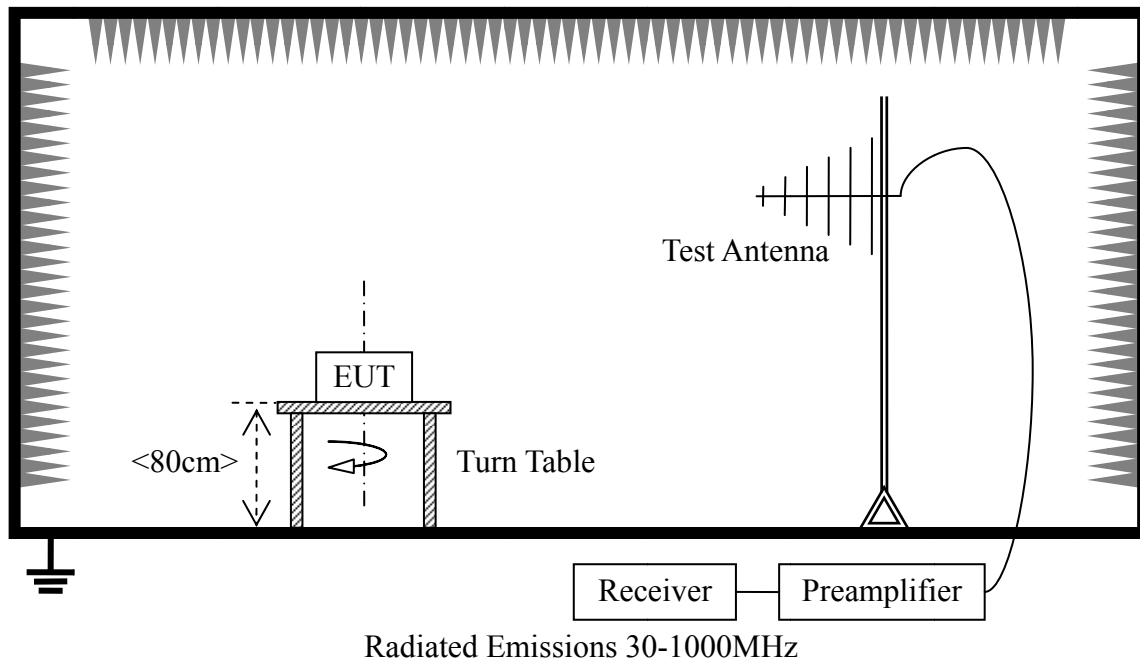 Test Antenna
EUT
<80cm>
Turn Table
Receiver
Preamplifier
Radiated Emissions 30-1000MHz